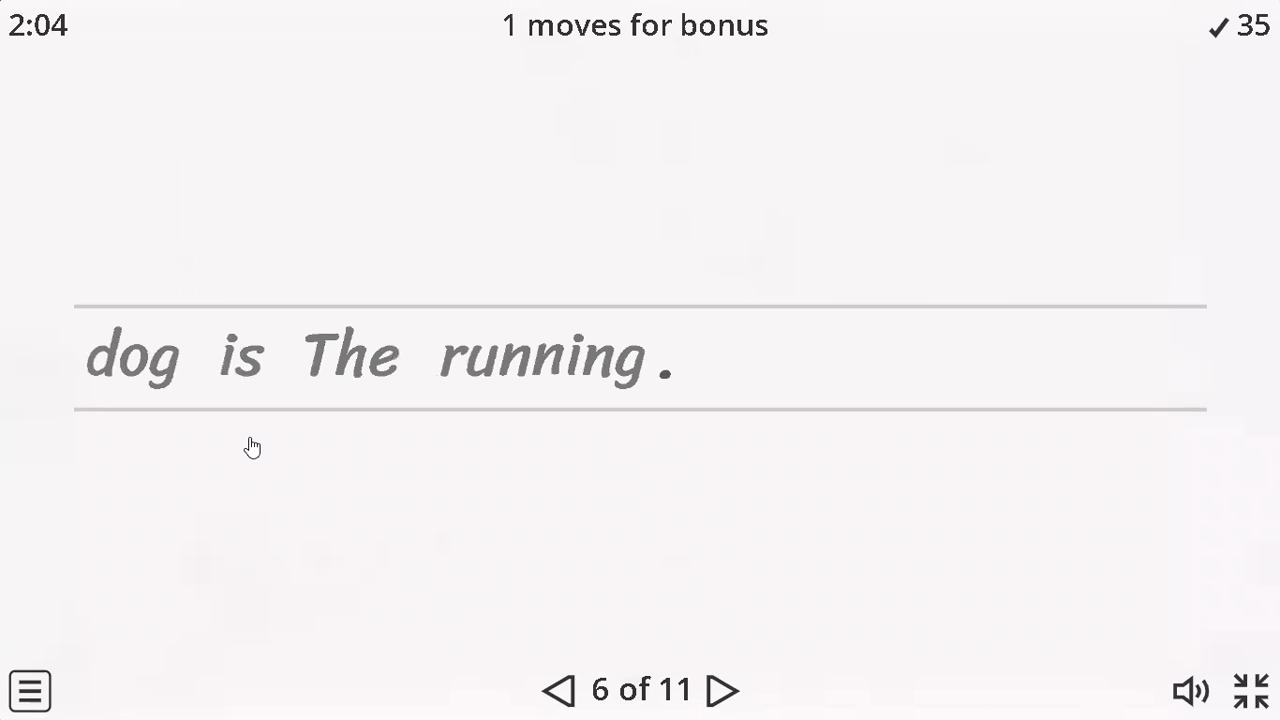 2:04 1 moves for bonus ✓ 35
dog is The running .
6 of 11